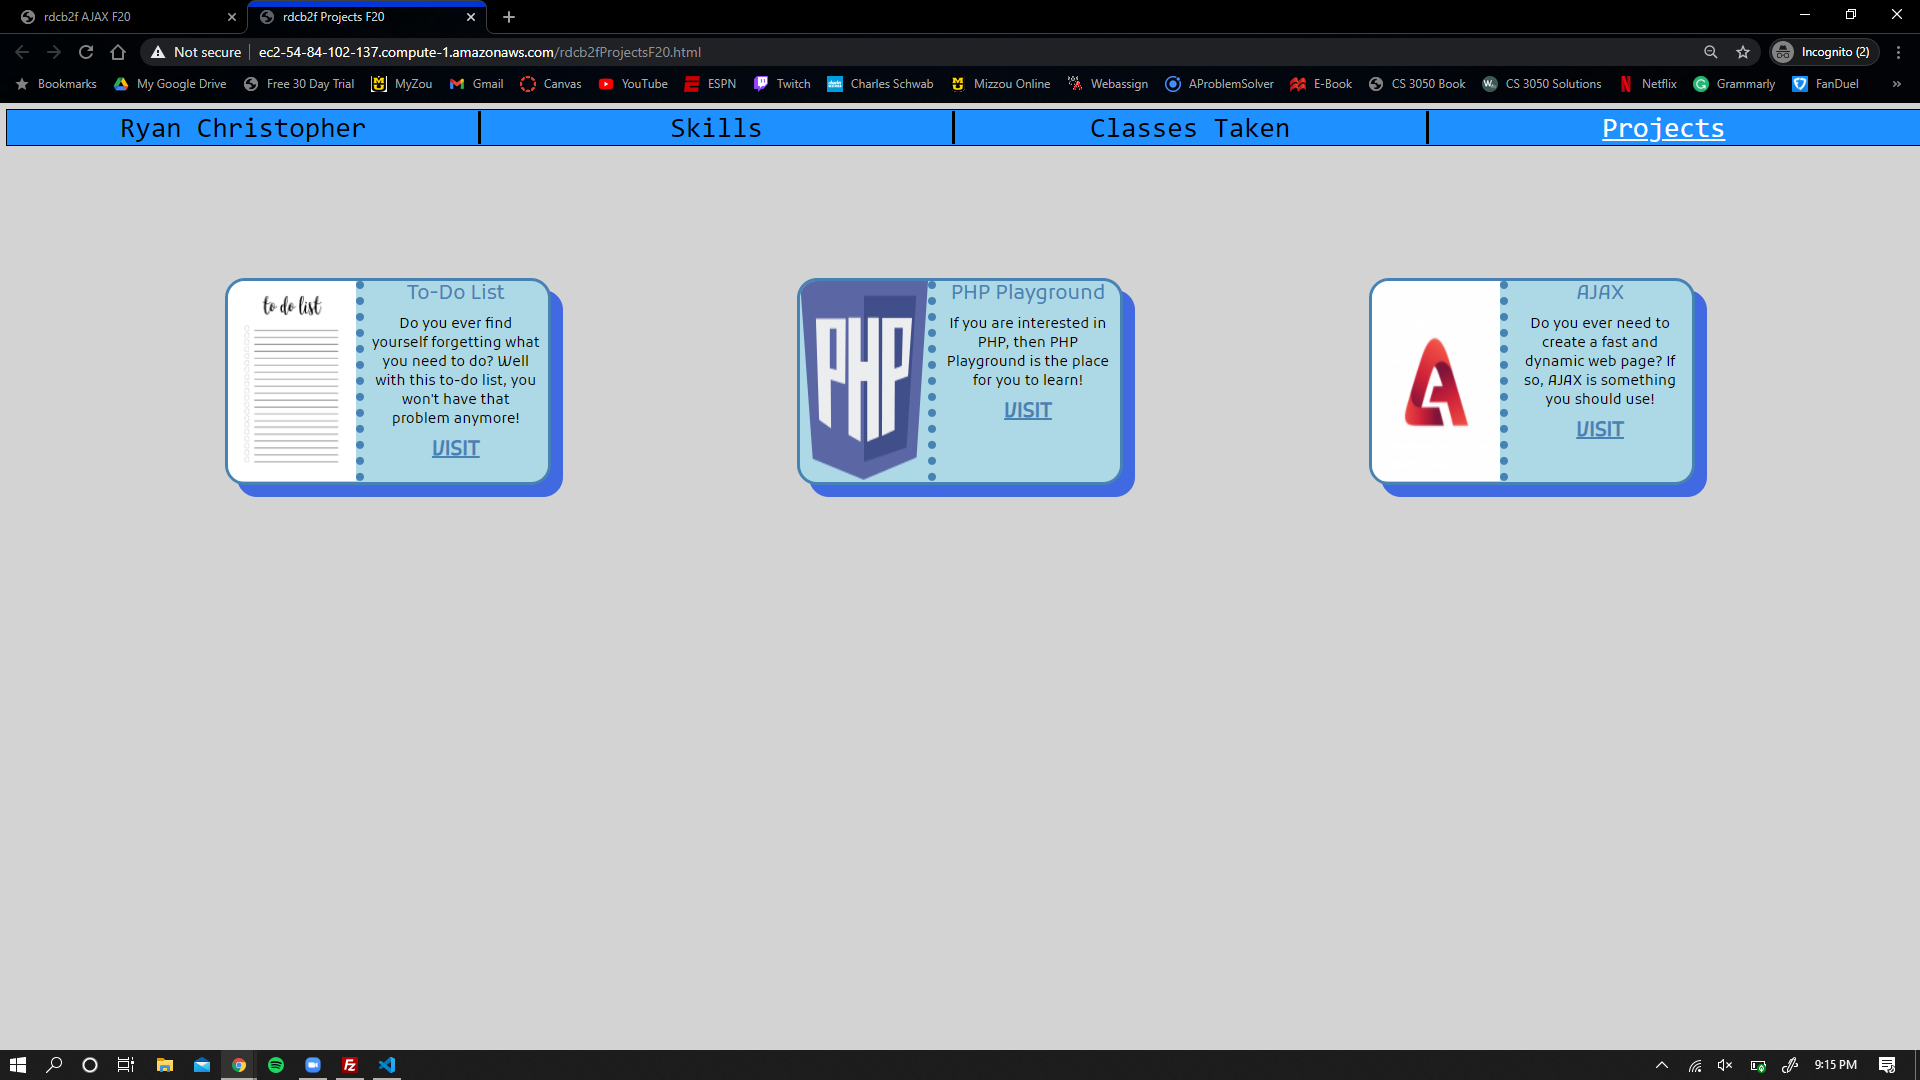 rdcb2f AJAX F20
rdcb2f Projects F20
Not secure
ec2-54-84-102-137.compute-1.amazonaws.com/rdcb2fProjectsF20.html
Incognito (2)
Bookmarks
My Google Drive
Free 30 Day Trial
MyZou
Gmail
Canvas
YouTube
ESPN
Twitch
Charles Schwab
Mizzou Online
Webassign
AProblemSolver
E-Book
CS 3050 Book
CS 3050 Solutions
Netflix
Grammarly
FanDuel
»
Ryan Christopher
Skills
Classes Taken
Projects
to do list
To-Do List
Do you ever find
yourself forgetting what
you need to do? Well
with this to-do list, you
won't have that
problem anymore!
VISIT
PHP
PHP Playground
If you are interested in
PHP, then PHP
Playground is the place
for you to learn!
VISIT
A
AJAX
Do you ever need to
create a fast and
dynamic web page? If
so, AJAX is something
you should use!
VISIT
9:15 PM